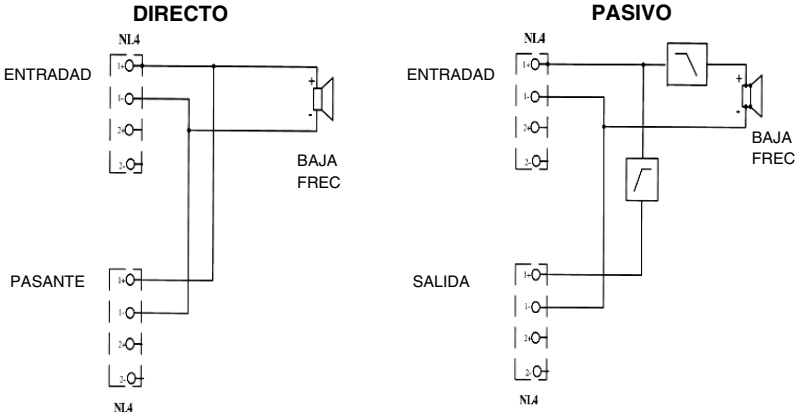 DIRECTO
NL4
ENTRADAD
1+
1-
2+
2-
+
-
BAJA
FREC
PASANTE
1+
1-
2+
2-
NL4
PASIVO
NL4
ENTRADAD
1+
1-
2+
2-
+
-
BAJA
FREC
SALIDA
1+
1-
2+
2-
NL4